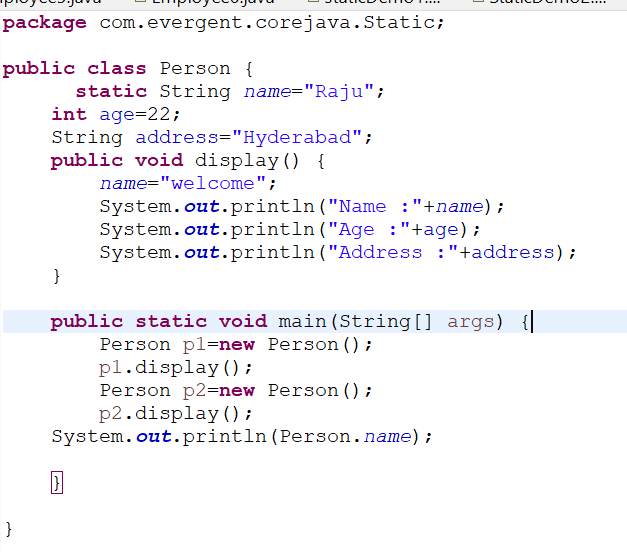 package com.evergent.corejava.Static;
public class Person {
static String name="Raju";
int age=22;
String address="Hyderabad";
public void display() {
name="welcome";
System.out.println("Name :"+name);
System.out.println("Age :"+age);
System.out.println("Address :"+address);
}
public static void main(String[] args) {
Person p1=new Person();
p1.display();
Person p2=new Person();
p2.display();
System.out.println(Person.name);
}
}